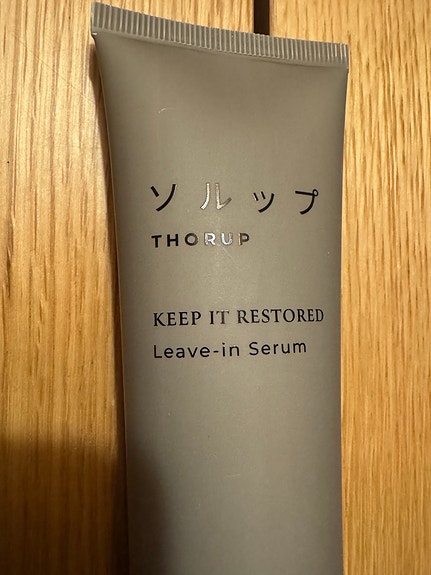 ソルップ
THORUP
KEEP IT RESTORED
Leave-in Serum